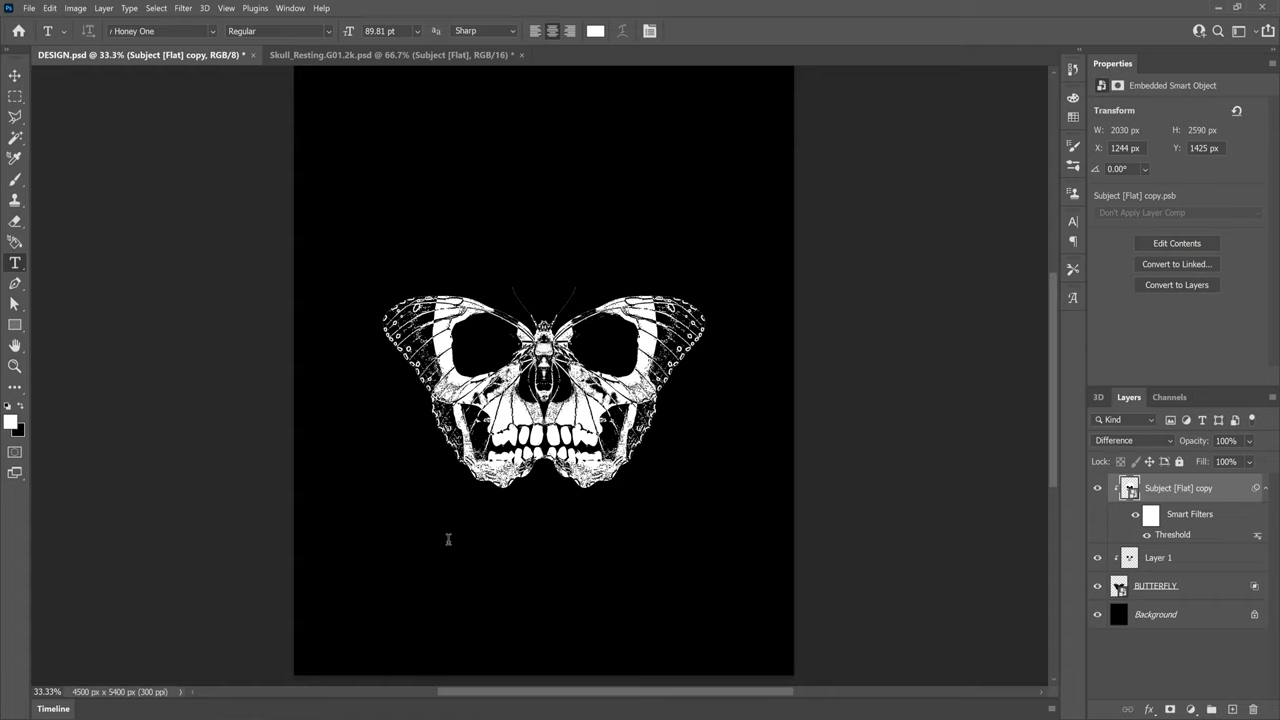 Ps File Edit Image Layer Type Select Filter 3D View Plugins Window Help
T Honey One Regular 89.81 pt aa Sharp
DESIGN.psd @ 33.3% (Subject [Flat] copy, RGB/8) * × Skull_Resting.G01.2k.psd @ 66.7% (Subject [Flat], RGB/16) * ×
Properties
Embedded Smart Object
Transform
W: 2030 px H: 2590 px
X: 1244 px Y: 1425 px
0.00°
Subject [Flat] copy.psb
Don't Apply Layer Comp
Edit Contents
Convert to Linked...
Convert to Layers
3D Layers Channels
Kind
Difference Opacity: 100%
Lock: Fill: 100%
Subject [Flat] copy
Smart Filters
Threshold
Layer 1
BUTTERFLY
Background
33.33% 4500 px x 5400 px (300 ppi)
Timeline
fx